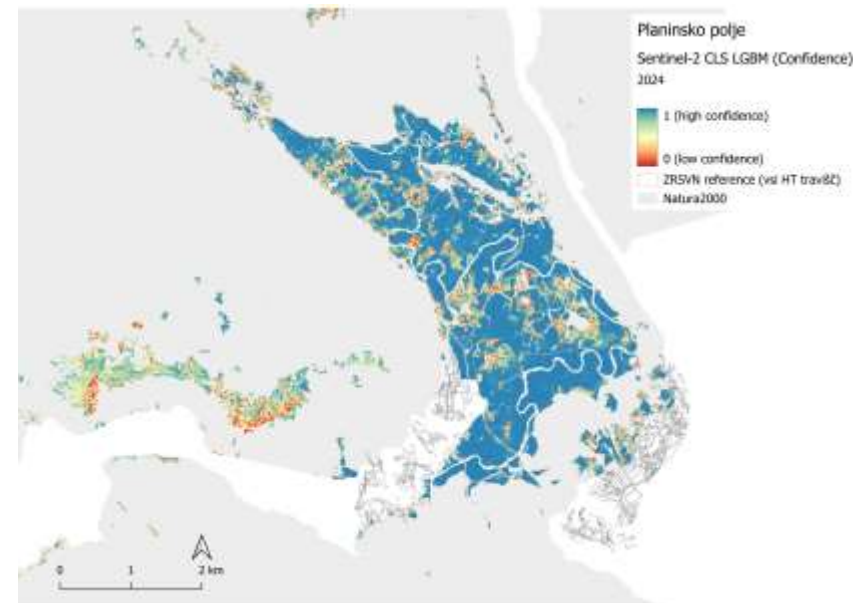 Planinsko polje
Sentinel-2 CLS LGBM (Confidence)
2024
1 (high confidence)
0 (low confidence)
ZRSVN reference (vsi HT travišč)
Natura2000
0 1 2 km